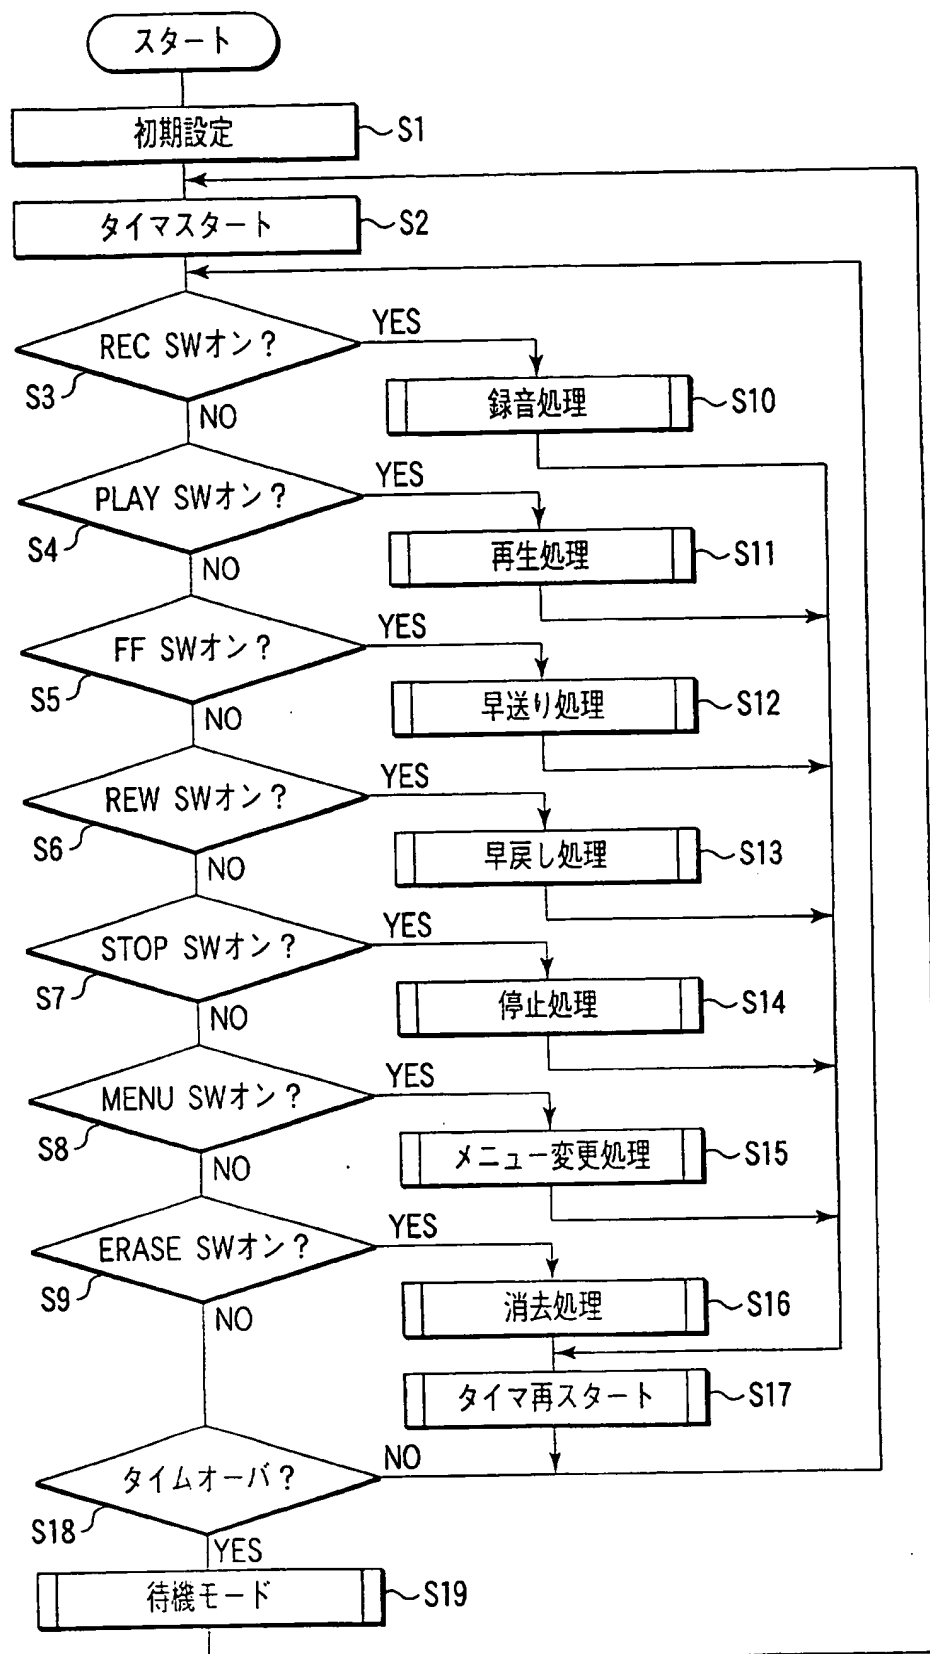 スタート
初期設定
S1
タイマスタート
S2
REC SWオン?
S3
YES
NO
録音処理
S10
PLAY SWオン?
S4
YES
NO
再生処理
S11
FF SWオン?
S5
YES
NO
早送り処理
S12
REW SWオン?
S6
YES
NO
早戻し処理
S13
STOP SWオン?
S7
YES
NO
停止処理
S14
MENU SWオン?
S8
YES
NO
メニュー変更処理
S15
ERASE SWオン?
S9
YES
NO
消去処理
S16
タイマ再スタート
S17
タイムオーバ?
S18
NO
YES
待機モード
S19